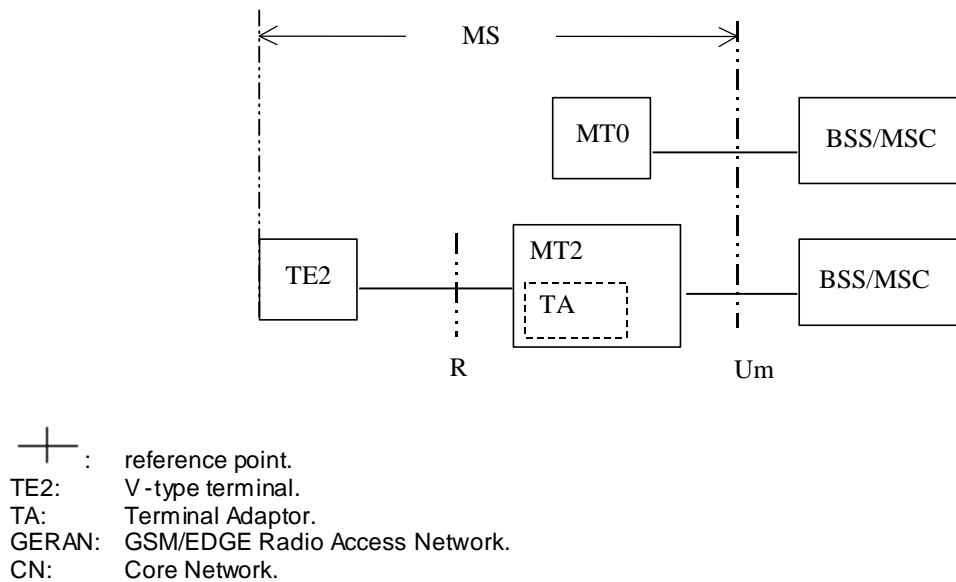 MS
MT0
BSS/MSC
TE2
MT2
TA
BSS/MSC
R
Um
: reference point.
TE2: V-type terminal.
TA: Terminal Adaptor.
GERAN: GSM/EDGE Radio Access Network.
CN: Core Network.